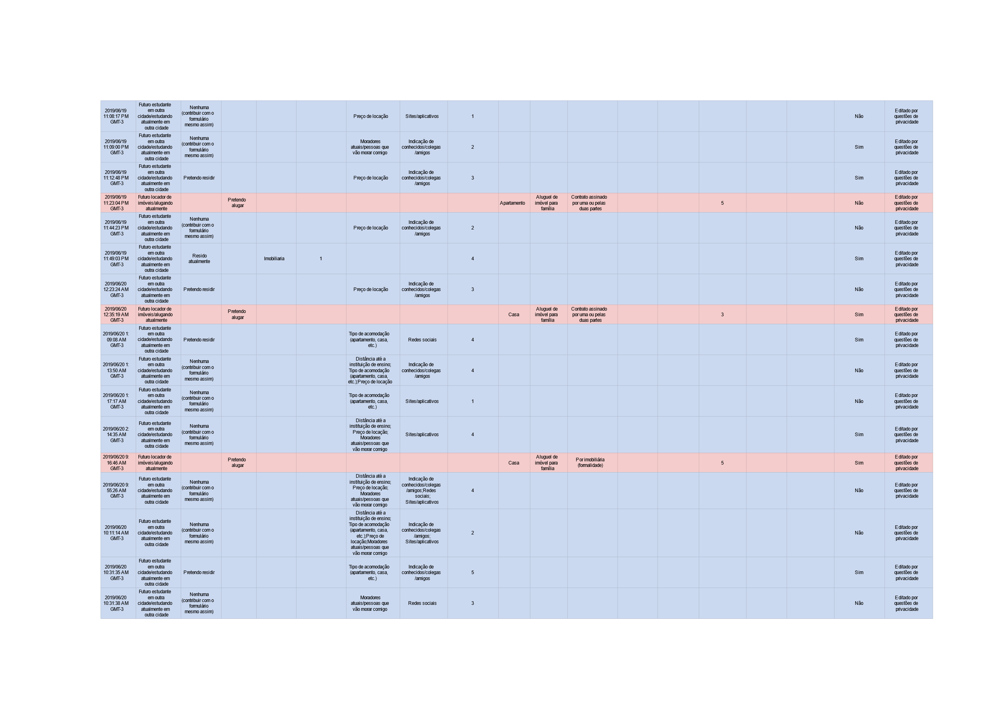 2019/06/19 11:08:17 PM GMT-3 Futuro estudante em outra cidade/estudando atualmente em outra cidade Nenhuma (contribuir com o formulário mesmo assim) Preço de locação Sites/aplicativos 1 Não Editado por questões de privacidade
2019/06/19 11:09:00 PM GMT-3 Futuro estudante em outra cidade/estudando atualmente em outra cidade Nenhuma (contribuir com o formulário mesmo assim) Moradores atuais/pessoas que vão morar comigo Indicação de conhecidos/colegas/amigos 2 Sim Editado por questões de privacidade
2019/06/19 11:12:48 PM GMT-3 Futuro estudante em outra cidade/estudando atualmente em outra cidade Pretendo residir Preço de locação Indicação de conhecidos/colegas/amigos 3 Sim Editado por questões de privacidade
2019/06/19 11:23:04 PM GMT-3 Futuro locador de imóveis/alugando atualmente Pretendo alugar Apartamento Aluguel de imóvel para família Contrato assinado por uma ou pelas duas partes 5 Não Editado por questões de privacidade
2019/06/19 11:44:23 PM GMT-3 Futuro estudante em outra cidade/estudando atualmente em outra cidade Nenhuma (contribuir com o formulário mesmo assim) Preço de locação Indicação de conhecidos/colegas/amigos 2 Não Editado por questões de privacidade
2019/06/19 11:49:03 PM GMT-3 Futuro estudante em outra cidade/estudando atualmente em outra cidade Resido atualmente Imobiliaria 1 4 Sim Editado por questões de privacidade
2019/06/20 12:23:24 AM GMT-3 Futuro estudante em outra cidade/estudando atualmente em outra cidade Pretendo residir Preço de locação Indicação de conhecidos/colegas/amigos 3 Não Editado por questões de privacidade
2019/06/20 12:35:19 AM GMT-3 Futuro locador de imóveis/alugando atualmente Pretendo alugar Casa Aluguel de imóvel para família Contrato assinado por uma ou pelas duas partes 3 Sim Editado por questões de privacidade
2019/06/20 1:09:08 AM GMT-3 Futuro estudante em outra cidade/estudando atualmente em outra cidade Pretendo residir Tipo de acomodação (apartamento, casa, etc.) Redes sociais 4 Sim Editado por questões de privacidade
2019/06/20 1:13:50 AM GMT-3 Futuro estudante em outra cidade/estudando atualmente em outra cidade Nenhuma (contribuir com o formulário mesmo assim) Distância até a instituição de ensino; Tipo de acomodação (apartamento, casa, etc.);Preço de locação Indicação de conhecidos/colegas/amigos 4 Não Editado por questões de privacidade
2019/06/20 1:17:17 AM GMT-3 Futuro estudante em outra cidade/estudando atualmente em outra cidade Nenhuma (contribuir com o formulário mesmo assim) Tipo de acomodação (apartamento, casa, etc.) Sites/aplicativos 1 Não Editado por questões de privacidade
2019/06/20 2:14:35 AM GMT-3 Futuro estudante em outra cidade/estudando atualmente em outra cidade Nenhuma (contribuir com o formulário mesmo assim) Distância até a instituição de ensino; Preço de locação; Moradores atuais/pessoas que vão morar comigo Sites/aplicativos 4 Sim Editado por questões de privacidade
2019/06/20 9:16:46 AM GMT-3 Futuro locador de imóveis/alugando atualmente Pretendo alugar Casa Aluguel de imóvel para família Por imobiliária (formalidade) 5 Sim Editado por questões de privacidade
2019/06/20 9:55:26 AM GMT-3 Futuro estudante em outra cidade/estudando atualmente em outra cidade Nenhuma (contribuir com o formulário mesmo assim) Distância até a instituição de ensino; Preço de locação; Moradores atuais/pessoas que vão morar comigo Indicação de conhecidos/colegas/amigos;Redes sociais; Sites/aplicativos 4 Não Editado por questões de privacidade
2019/06/20 10:11:14 AM GMT-3 Futuro estudante em outra cidade/estudando atualmente em outra cidade Nenhuma (contribuir com o formulário mesmo assim) Distância até a instituição de ensino; Tipo de acomodação (apartamento, casa, etc.);Preço de locação;Moradores atuais/pessoas que vão morar comigo Indicação de conhecidos/colegas/amigos; Sites/aplicativos 2 Não Editado por questões de privacidade
2019/06/20 10:31:35 AM GMT-3 Futuro estudante em outra cidade/estudando atualmente em outra cidade Pretendo residir Tipo de acomodação (apartamento, casa, etc.) Indicação de conhecidos/colegas/amigos 5 Sim Editado por questões de privacidade
2019/06/20 10:31:38 AM GMT-3 Futuro estudante em outra cidade/estudando atualmente em outra cidade Nenhuma (contribuir com o formulário mesmo assim) Moradores atuais/pessoas que vão morar comigo Redes sociais 3 Não Editado por questões de privacidade